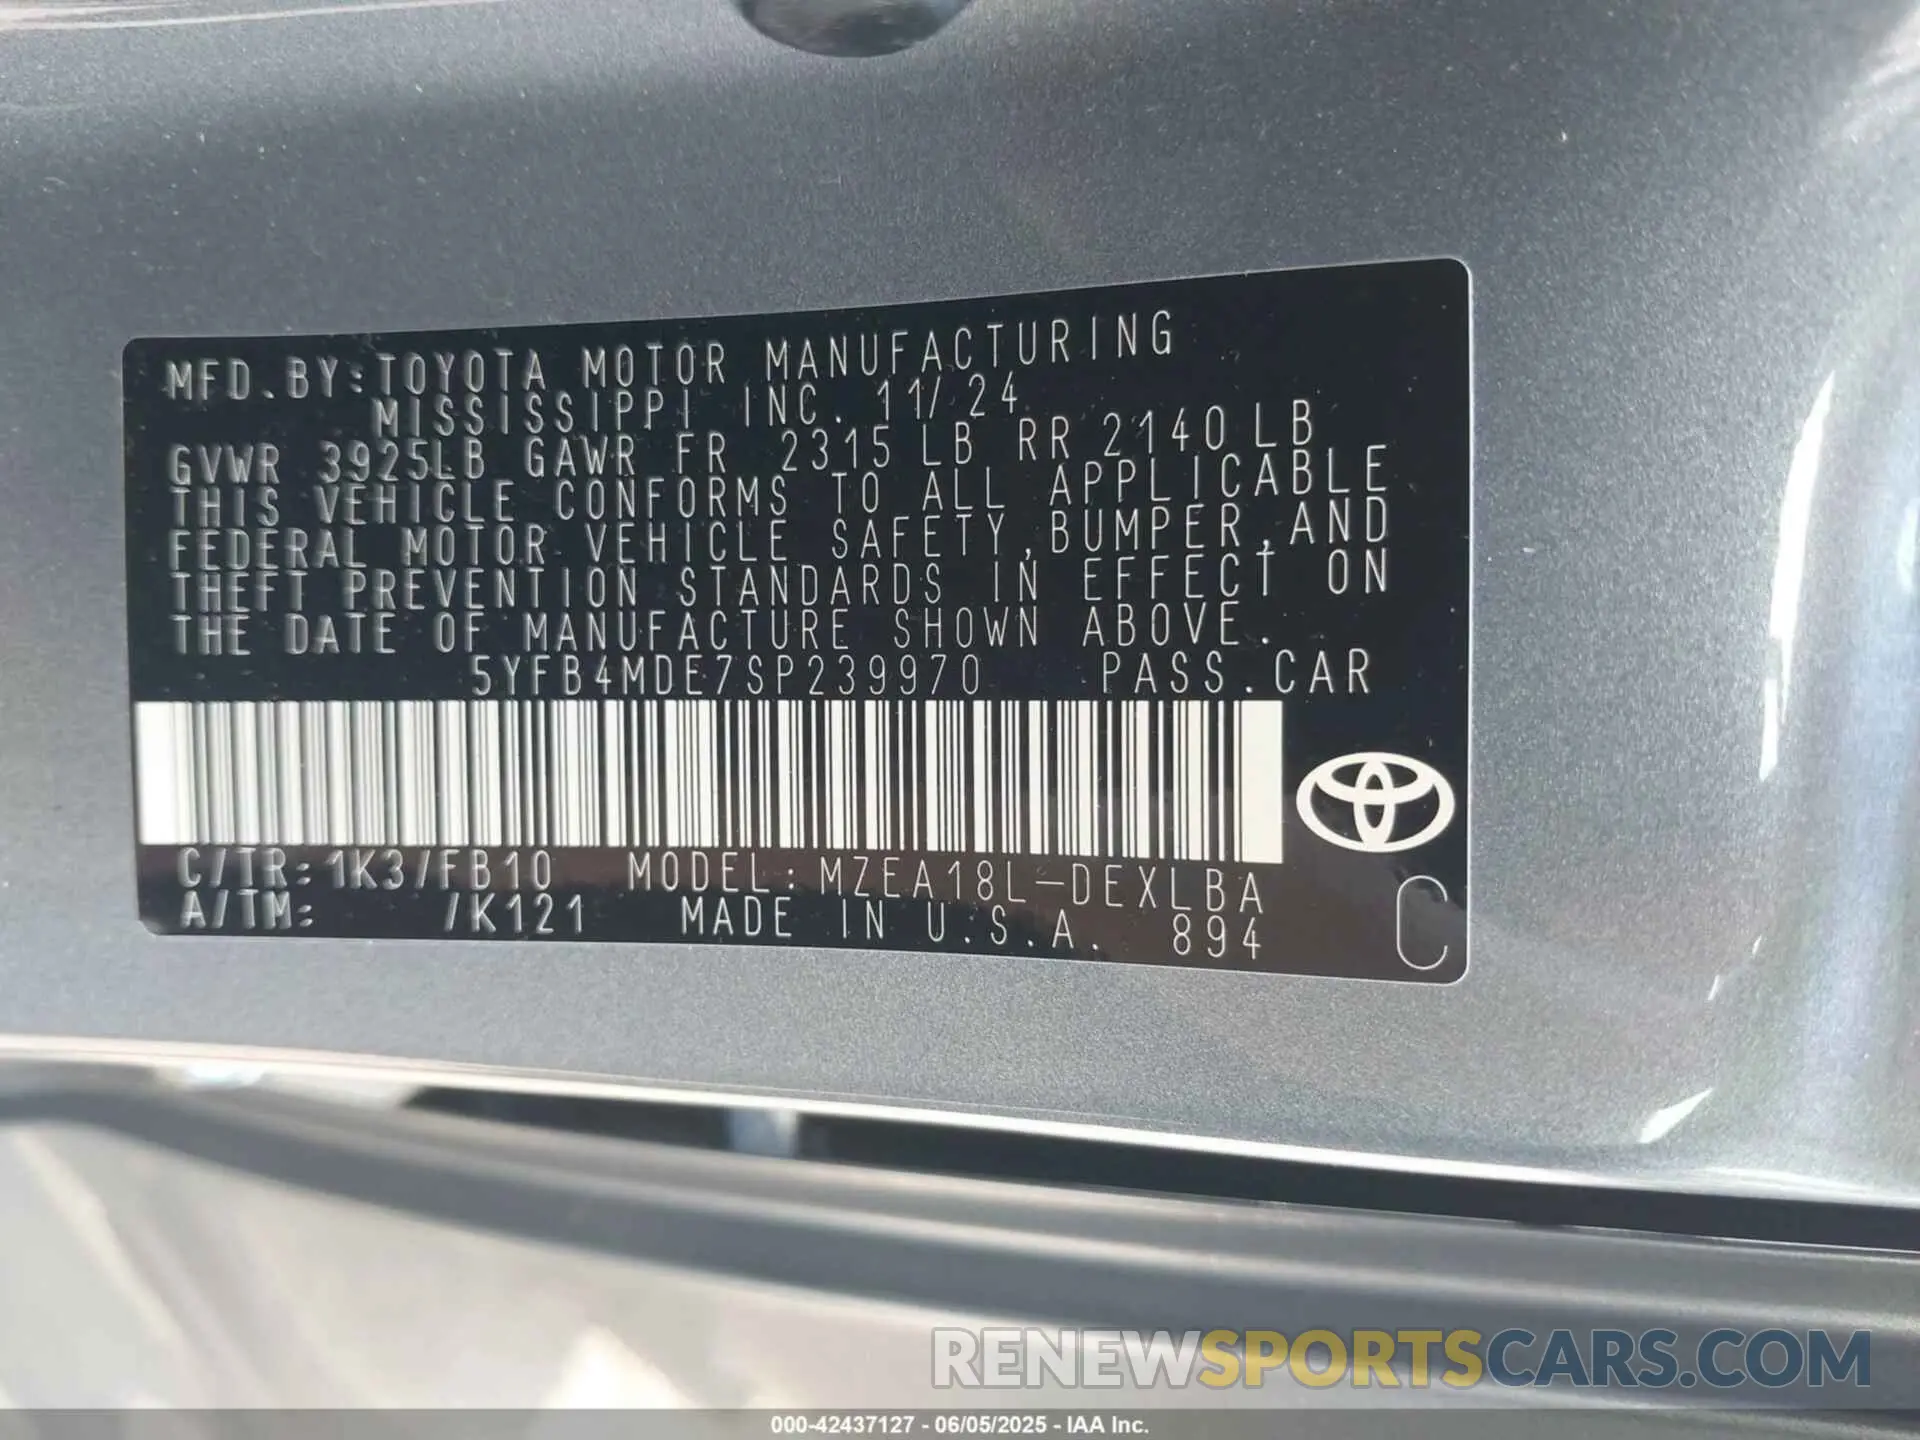 MFD.BY:TOYOTA MOTOR MANUFACTURING
MISSISSIPPI INC. 11/24
GVWR 3925LB GAWR FR 2315 LB RR 2140 LB
THIS VEHICLE CONFORMS TO ALL APPLICABLE
FEDERAL MOTOR VEHICLE SAFETY,BUMPER,AND
THEFT PREVENTION STANDARDS IN EFFECT ON
THE DATE OF MANUFACTURE SHOWN ABOVE.
5YFB4MDE7SP239970 PASS.CAR
C/TR:1K3/FB10 MODEL:MZEA18L-DEXLBA
A/TM: /K121 MADE IN U.S.A. 894
C
RENEWSPORTSCARS.COM
000-42437127 - 06/05/2025 - IAA Inc.